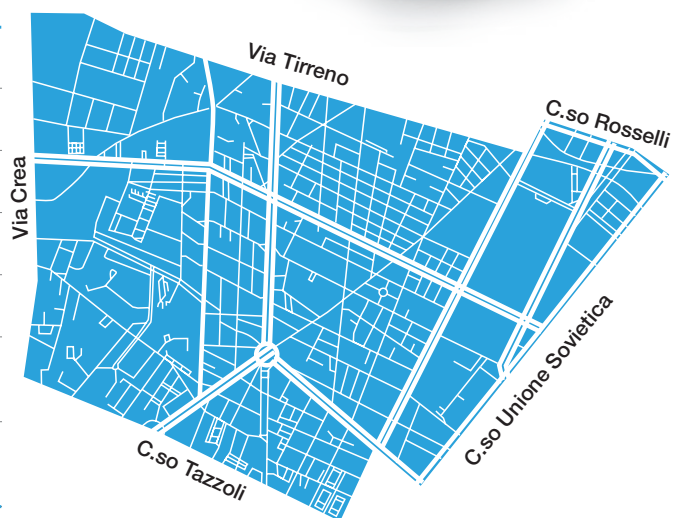 Via Tirreno
C.so Rosselli
Via Crea
C.so Unione Sovietica
C.so Tazzoli